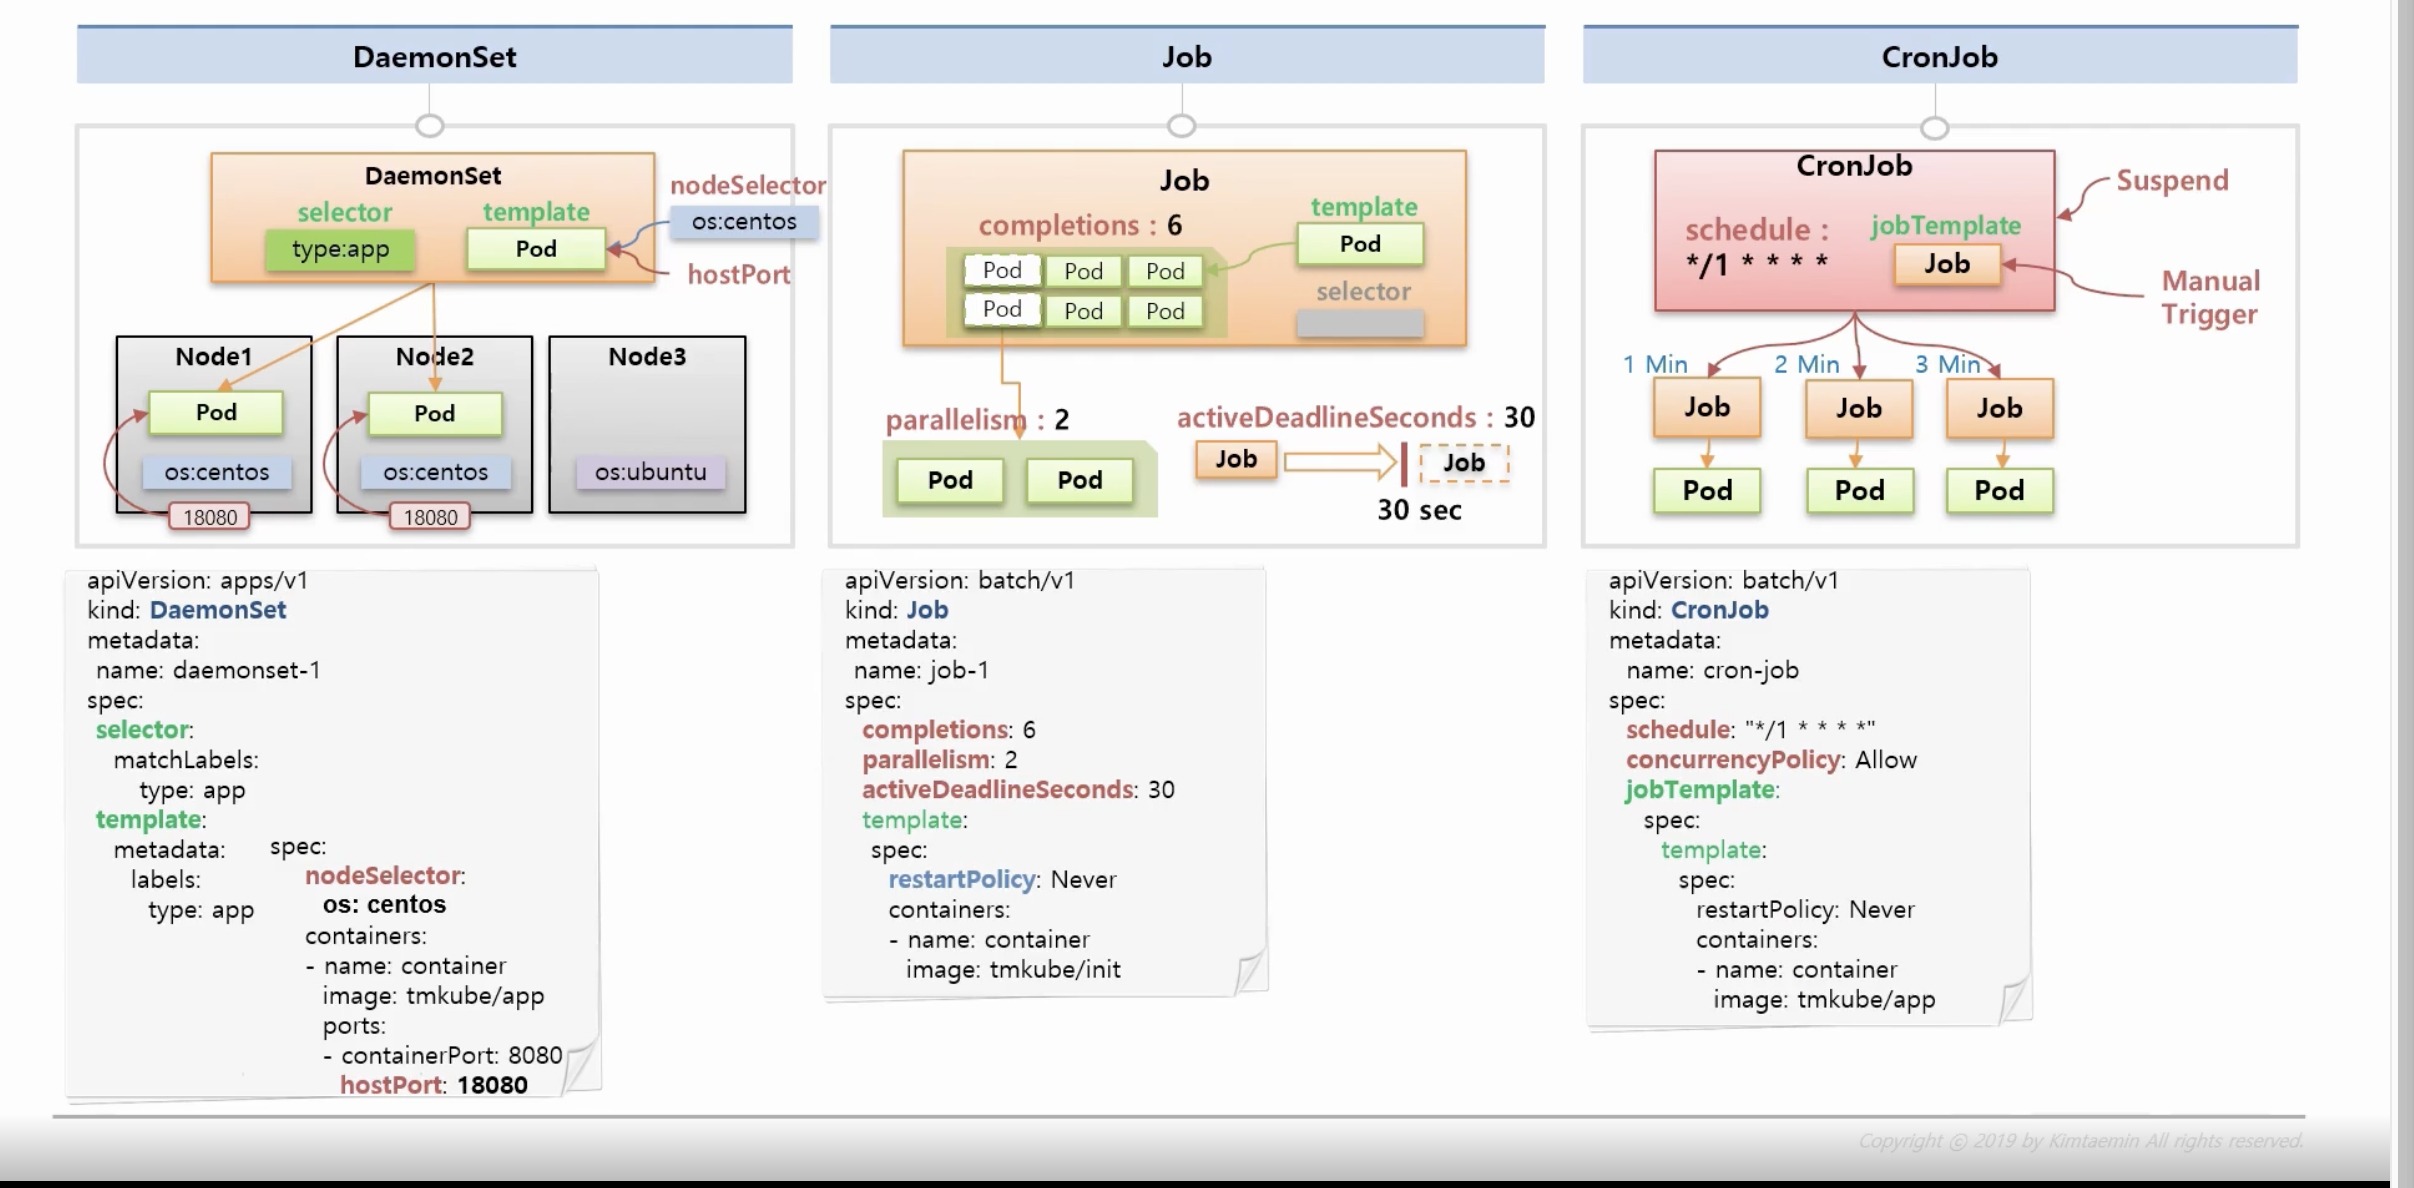 DaemonSet
DaemonSet
selector
template
type:app
Pod
nodeSelector
os:centos
hostPort
Node1
Node2
Node3
Pod
Pod
os:centos
os:centos
os:ubuntu
18080
18080
apiVersion: apps/v1
kind: DaemonSet
metadata:
name: daemonset-1
spec:
selector:
matchLabels:
type: app
template:
metadata:
labels:
type: app
spec:
nodeSelector:
os: centos
containers:
- name: container
image: tmkube/app
ports:
- containerPort: 8080
hostPort: 18080
Job
Job
completions : 6
template
Pod
Pod Pod Pod
Pod Pod Pod
selector
parallelism : 2
Pod Pod
activeDeadlineSeconds : 30
Job
Job
30 sec
apiVersion: batch/v1
kind: Job
metadata:
name: job-1
spec:
completions: 6
parallelism: 2
activeDeadlineSeconds: 30
template:
spec:
restartPolicy: Never
containers:
- name: container
image: tmkube/init
CronJob
CronJob
schedule :
*/1 * * * *
jobTemplate
Job
Suspend
Manual
Trigger
1 Min 2 Min 3 Min
Job Job Job
Pod Pod Pod
apiVersion: batch/v1
kind: CronJob
metadata:
name: cron-job
spec:
schedule: "*/1 * * * *"
concurrencyPolicy: Allow
jobTemplate:
spec:
template:
spec:
restartPolicy: Never
containers:
- name: container
image: tmkube/app
Copyright ⓒ 2019 by Kimtaemin All rights reserved.